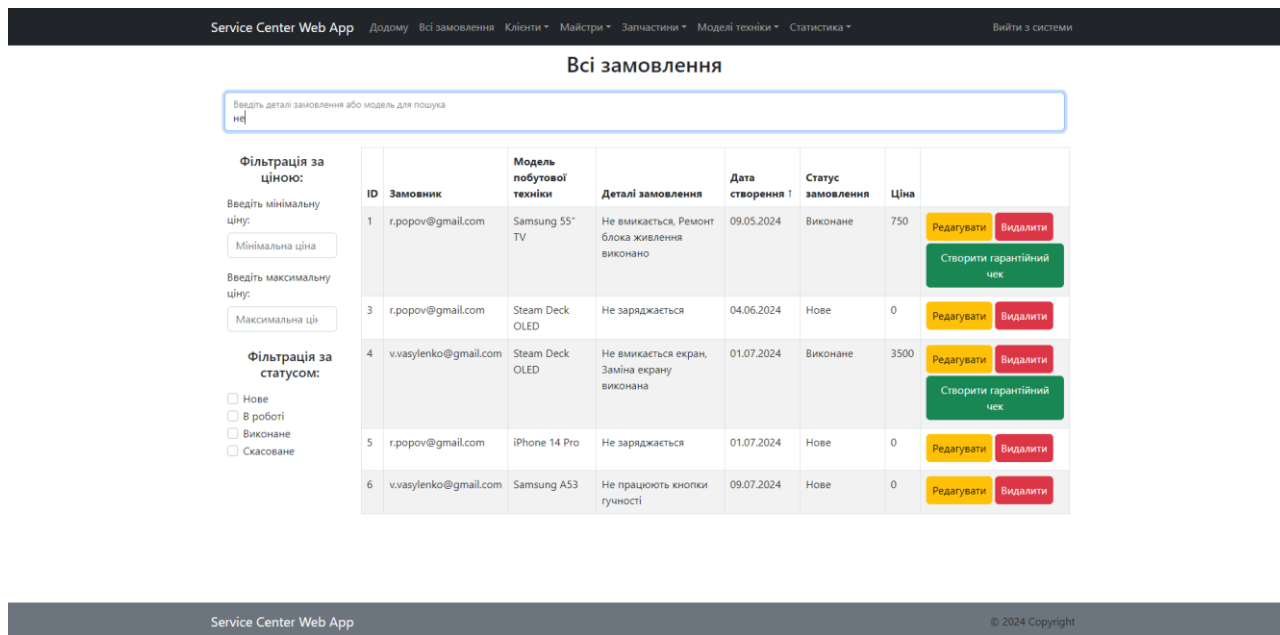 Service Center Web App Додому Всі замовлення Клієнти Майстри Запчастини Моделі техніки Статистика Вийти з системи
Всі замовлення
Введіть деталі замовлення або модель для пошука
не
Фільтрація за
ціною:
Введіть мінімальну
ціну:
Мінімальна ціна
Введіть максимальну
ціну:
Максимальна ці
Фільтрація за
статусом:
Нове
В роботі
Виконане
Скасоване
ID Замовник Модель побутової техніки Деталі замовлення Дата створення ↑ Статус замовлення Ціна
1 r.popov@gmail.com Samsung 55" TV Не вмикається, Ремонт блока живлення виконано 09.05.2024 Виконане 750 Редагувати Видалити
Створити гарантійний чек
3 r.popov@gmail.com Steam Deck OLED Не заряджається 04.06.2024 Нове 0 Редагувати Видалити
4 v.vasylenko@gmail.com Steam Deck OLED Не вмикається екран, Заміна екрану виконана 01.07.2024 Виконане 3500 Редагувати Видалити
Створити гарантійний чек
5 r.popov@gmail.com iPhone 14 Pro Не заряджається 01.07.2024 Нове 0 Редагувати Видалити
6 v.vasylenko@gmail.com Samsung A53 Не працюють кнопки гучності 09.07.2024 Нове 0 Редагувати Видалити
Service Center Web App © 2024 Copyright